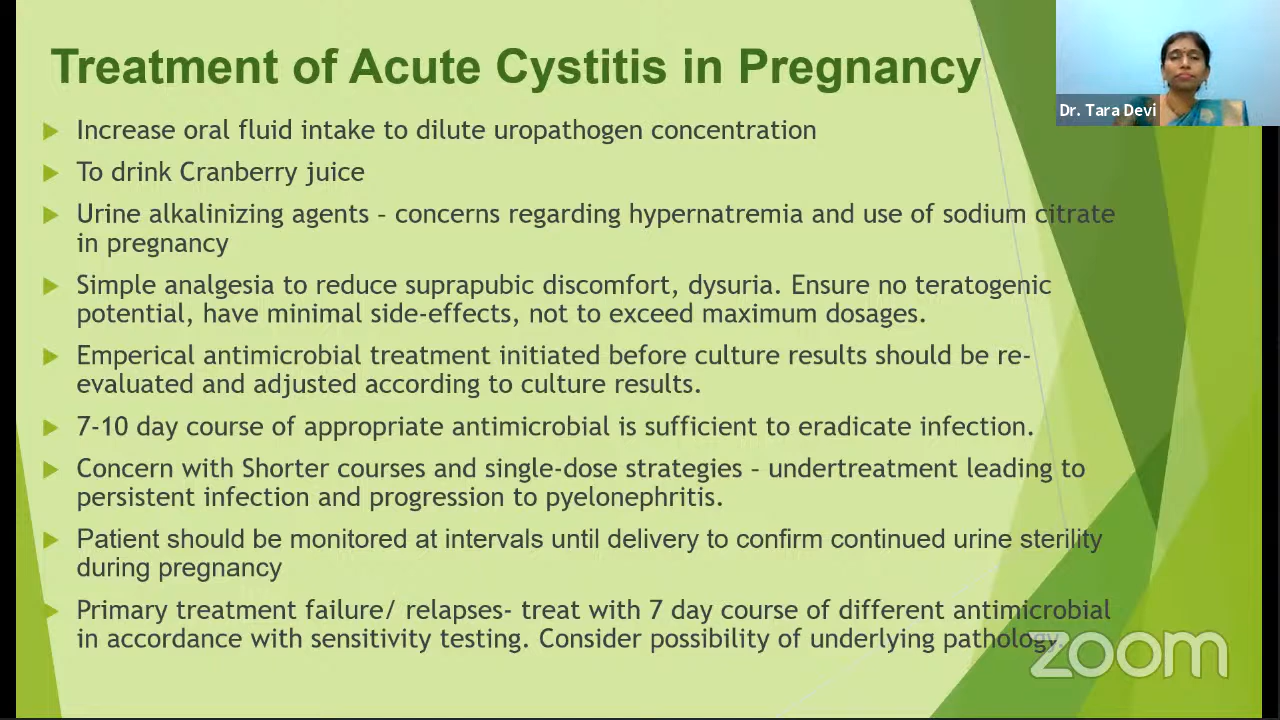 Treatment of Acute Cystitis in Pregnancy
Dr. Tara Devi
Increase oral fluid intake to dilute uropathogen concentration
To drink Cranberry juice
Urine alkalinizing agents – concerns regarding hypernatremia and use of sodium citrate
in pregnancy
Simple analgesia to reduce suprapubic discomfort, dysuria. Ensure no teratogenic
potential, have minimal side-effects, not to exceed maximum dosages.
Emperical antimicrobial treatment initiated before culture results should be re-
evaluated and adjusted according to culture results.
7-10 day course of appropriate antimicrobial is sufficient to eradicate infection.
Concern with Shorter courses and single-dose strategies – undertreatment leading to
persistent infection and progression to pyelonephritis.
Patient should be monitored at intervals until delivery to confirm continued urine sterility
during pregnancy
Primary treatment failure/ relapses- treat with 7 day course of different antimicrobial
in accordance with sensitivity testing. Consider possibility of underlying pathology.
zoom